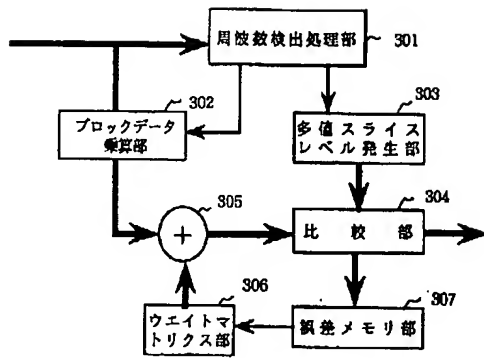 周波数検出処理部
301
302
ブロックデータ
乗算部
303
多値スライス
レベル発生部
305
+
304
比較部
306
ウエイトマ
トリクス部
307
誤差メモリ部